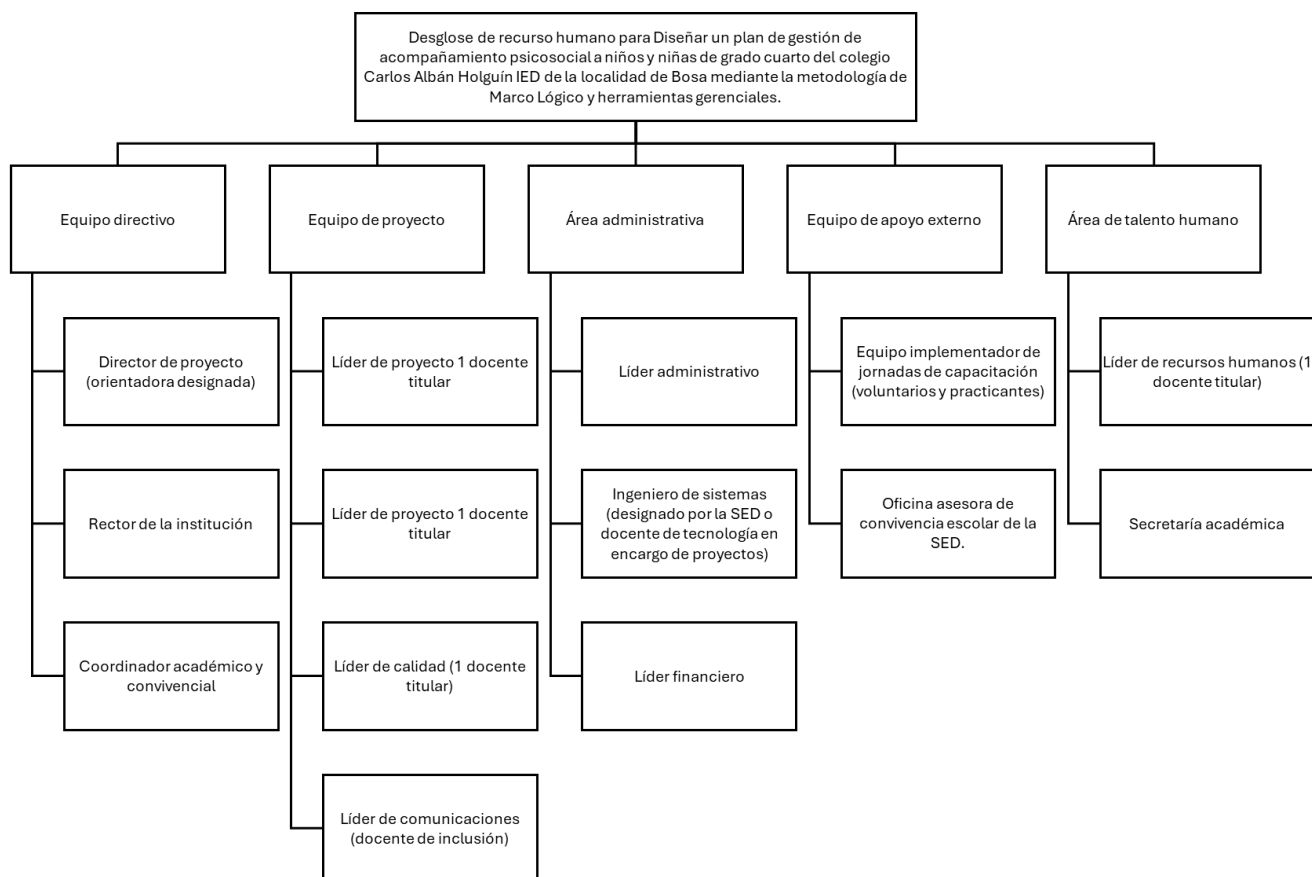 Desglose de recurso humano para Diseñar un plan de gestión de
acompañamiento psicosocial a niños y niñas de grado cuarto del colegio
Carlos Albán Holguín IED de la localidad de Bosa mediante la metodología de
Marco Lógico y herramientas gerenciales.
Equipo directivo
Director de proyecto
(orientadora designada)
Rector de la institución
Coordinador académico y
convivencial
Equipo de proyecto
Líder de proyecto 1 docente
titular
Líder de proyecto 1 docente
titular
Líder de calidad (1 docente
titular)
Líder de comunicaciones
(docente de inclusión)
Área administrativa
Líder administrativo
Ingeniero de sistemas
(designado por la SED o
docente de tecnología en
encargo de proyectos)
Líder financiero
Equipo de apoyo externo
Equipo implementador de
jornadas de capacitación
(voluntarios y practicantes)
Oficina asesora de
convivencia escolar de la
SED.
Área de talento humano
Líder de recursos humanos (1
docente titular)
Secretaría académica